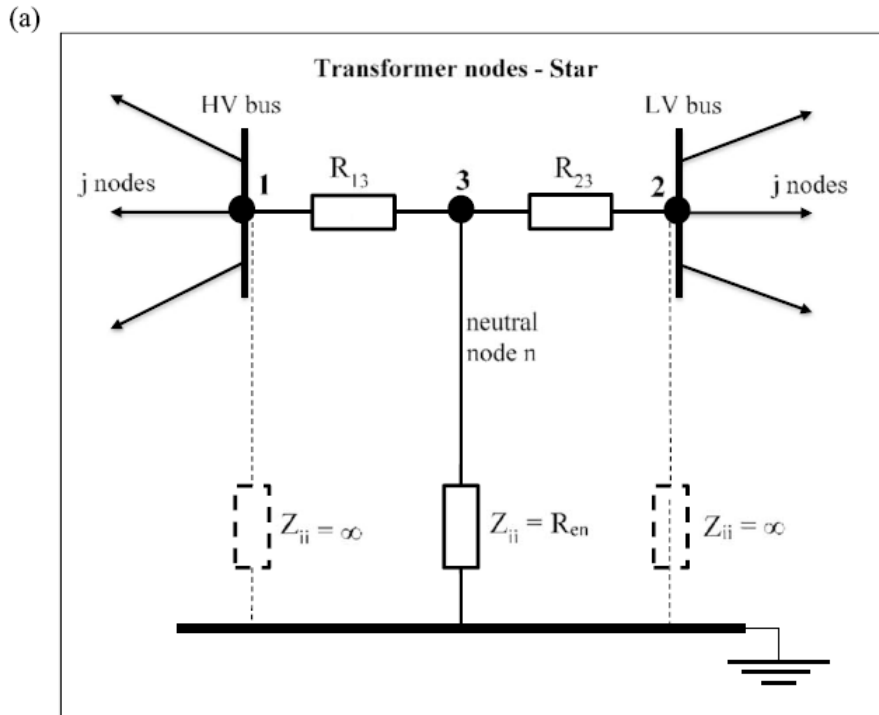 (a)
Transformer nodes - Star
HV bus
LV bus
j nodes
1
R13
3
R23
2
j nodes
neutral
node n
Zii = ∞
Zii = Ren
Zii = ∞